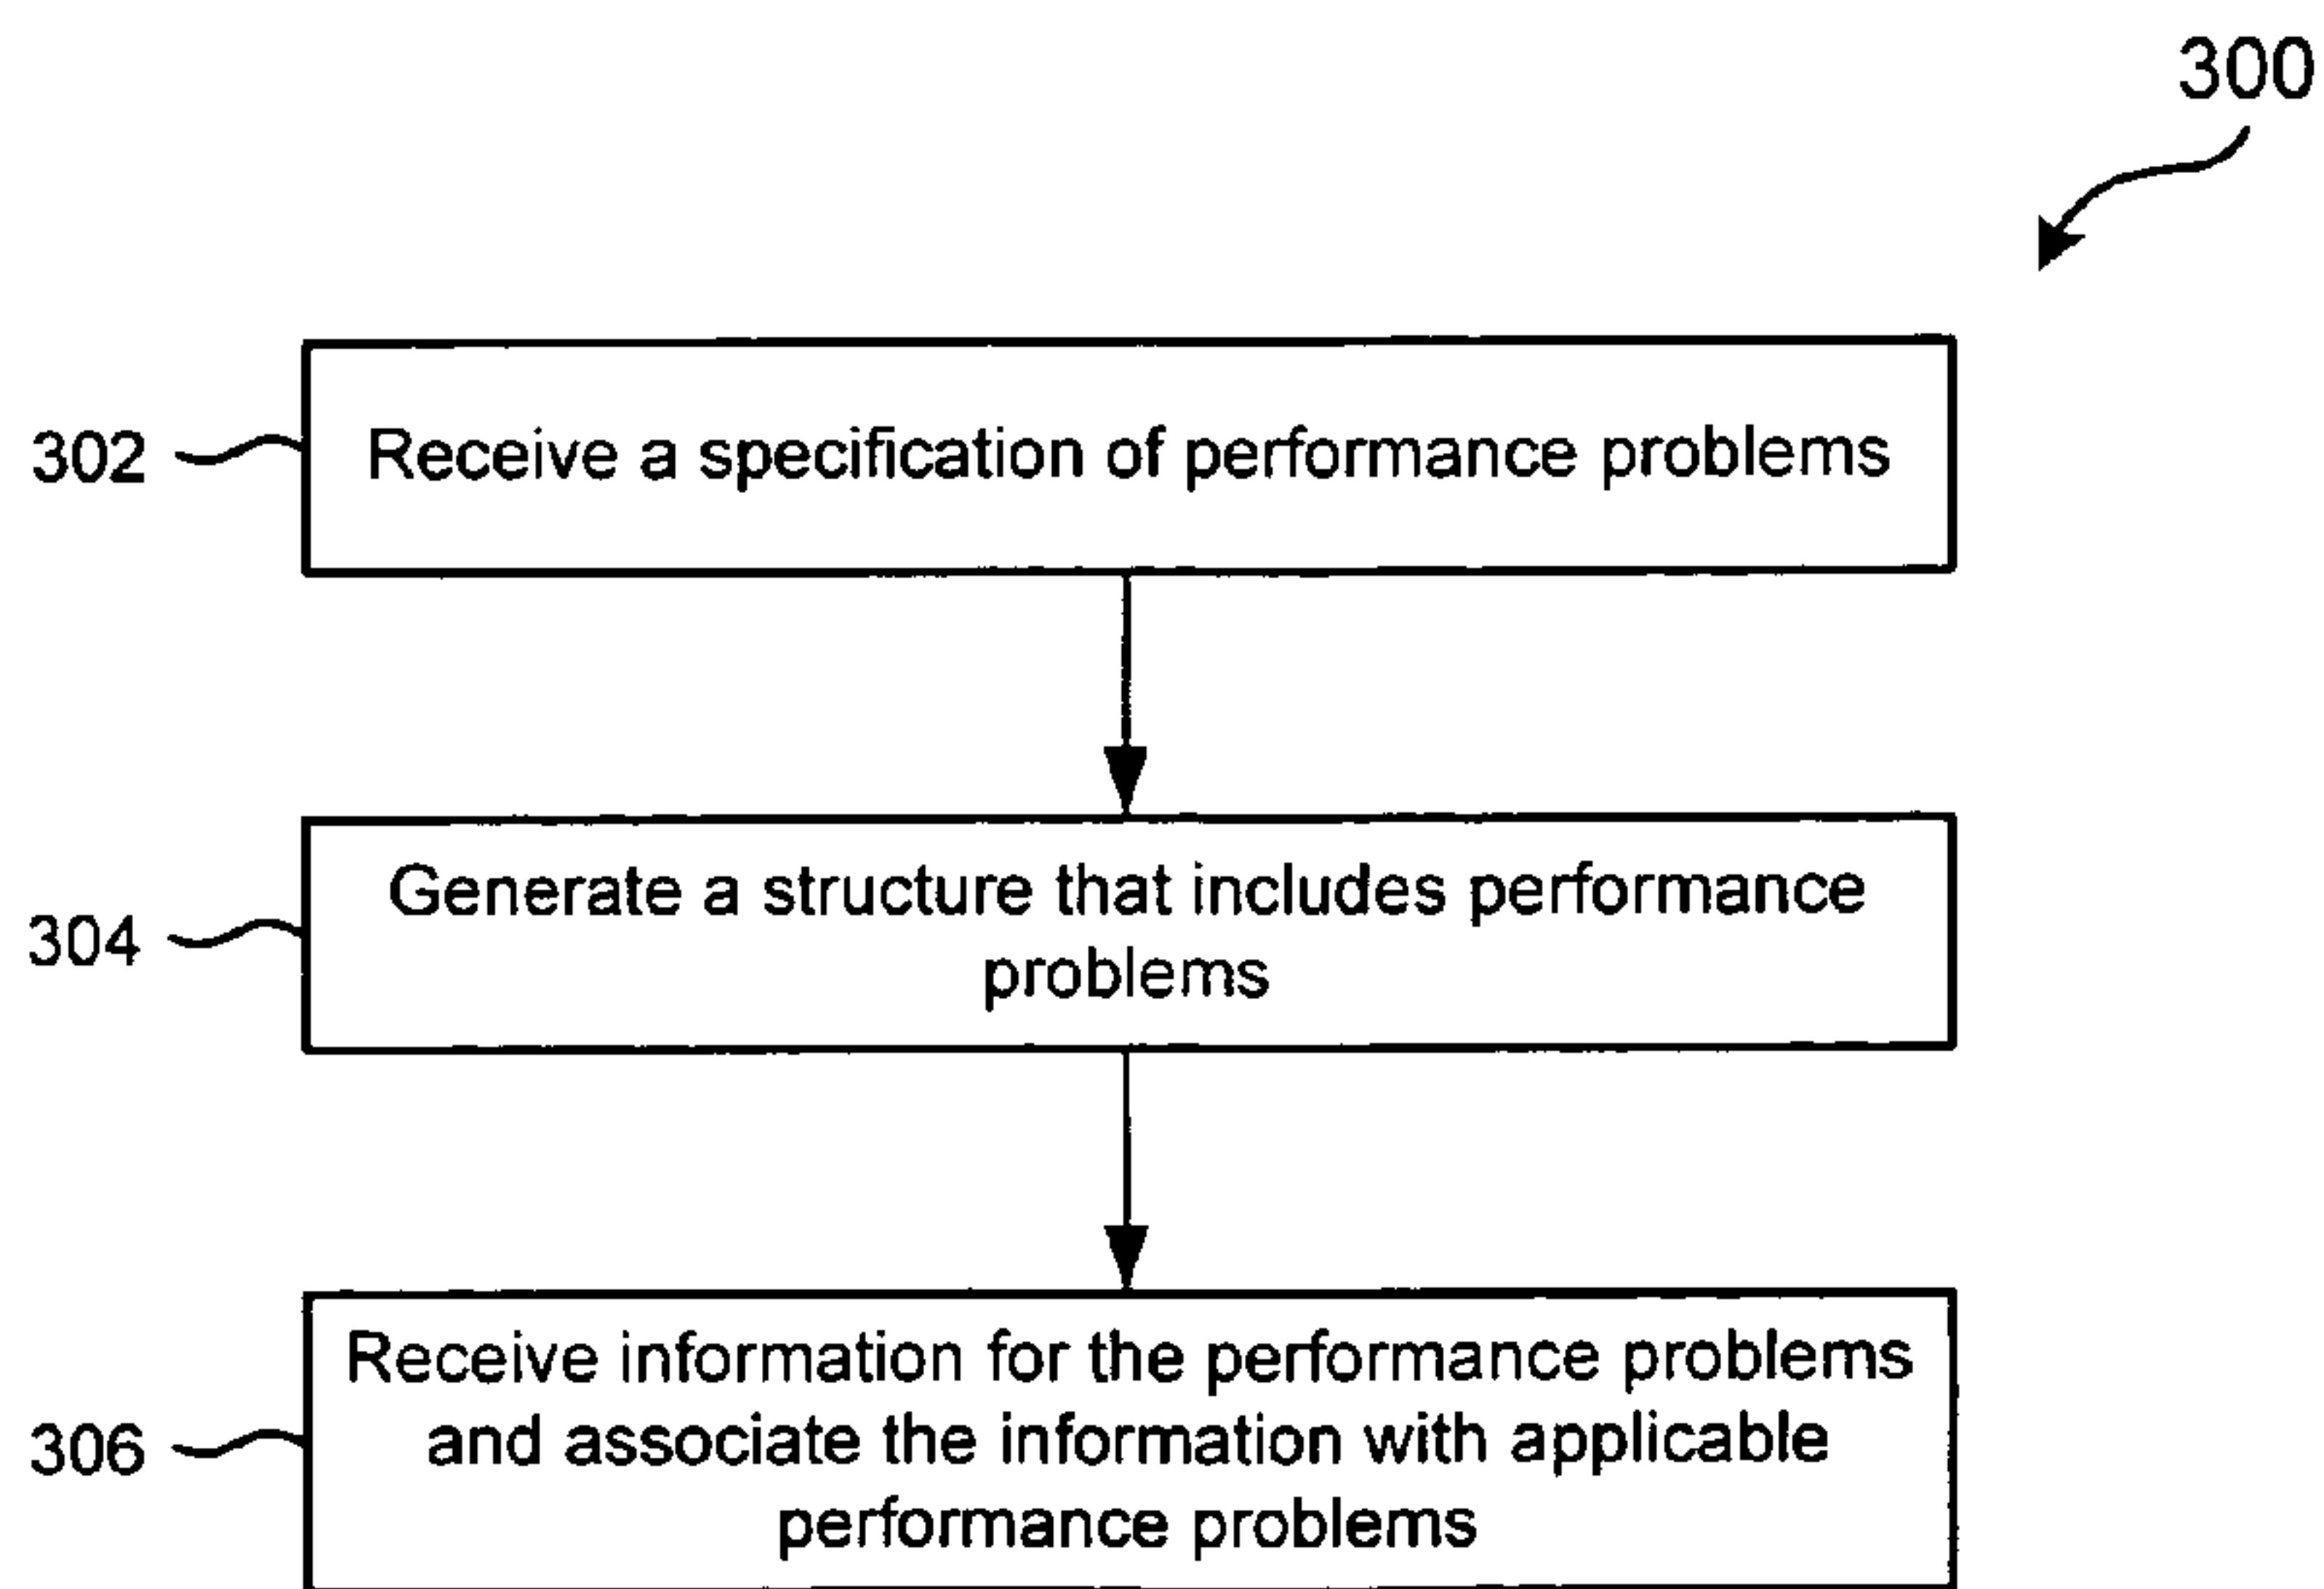 300
302
Receive a specification of performance problems
304
Generate a structure that includes performance
problems
306
Receive information for the performance problems
and associate the information with applicable
performance problems